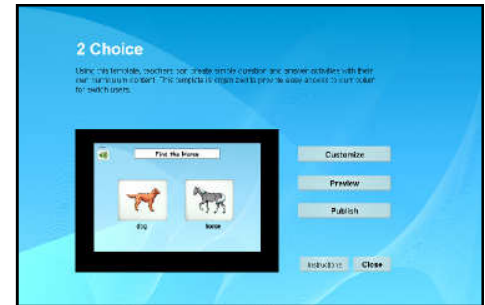 2 Choice
Using this template, teachers can create simple question and answer activities with their
own curriculum content. This template is organized to provide easy access to curriculum
for switch users.
Find the Horse
dog
horse
Customize
Preview
Publish
Instructions
Close